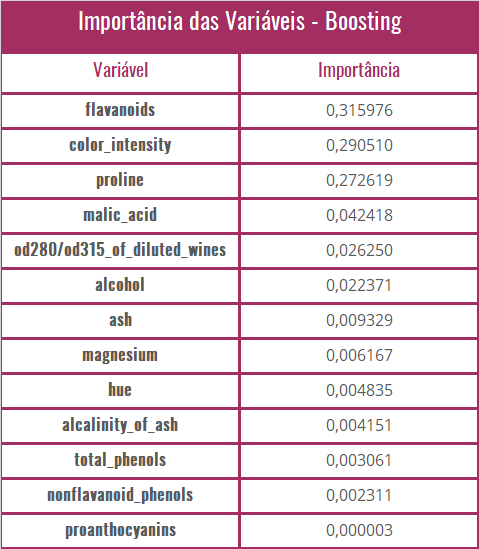 Importância das Variáveis - Boosting
Variável Importância
flavanoids 0,315976
color_intensity 0,290510
proline 0,272619
malic_acid 0,042418
od280/od315_of_diluted_wines 0,026250
alcohol 0,022371
ash 0,009329
magnesium 0,006167
hue 0,004835
alcalinity_of_ash 0,004151
total_phenols 0,003061
nonflavanoid_phenols 0,002311
proanthocyanins 0,000003